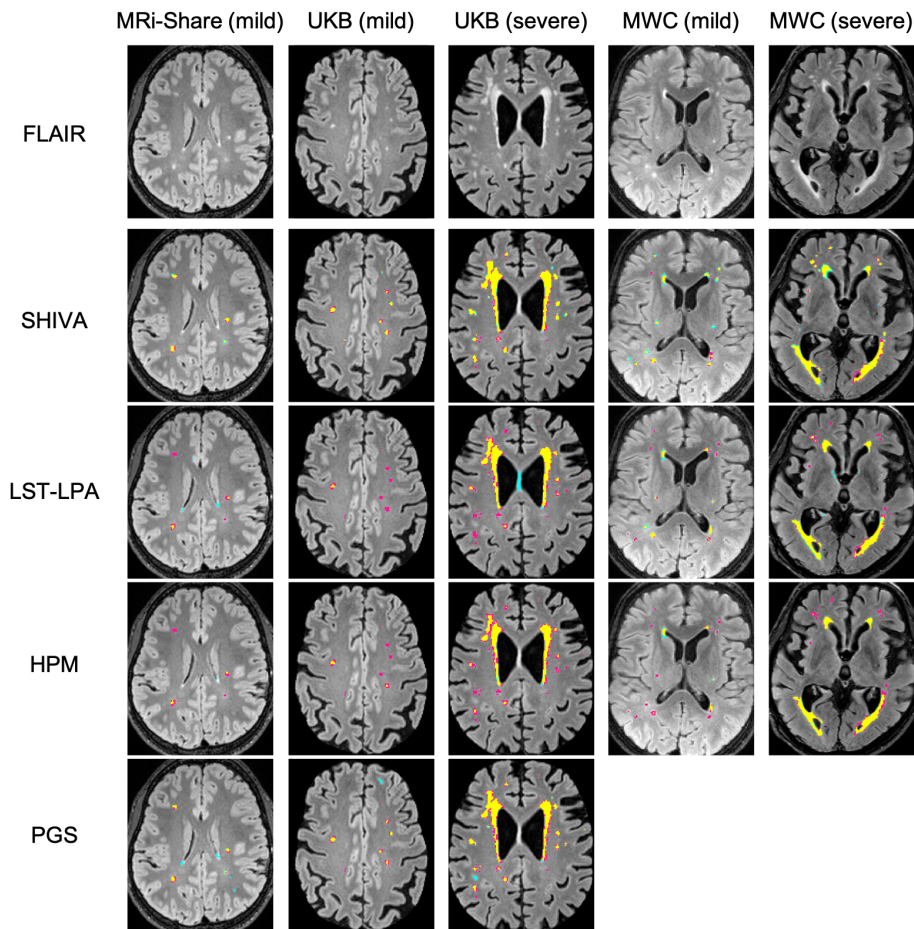 MRi-Share (mild) UKB (mild) UKB (severe) MWC (mild) MWC (severe)
FLAIR
SHIVA
LST-LPA
HPM
PGS